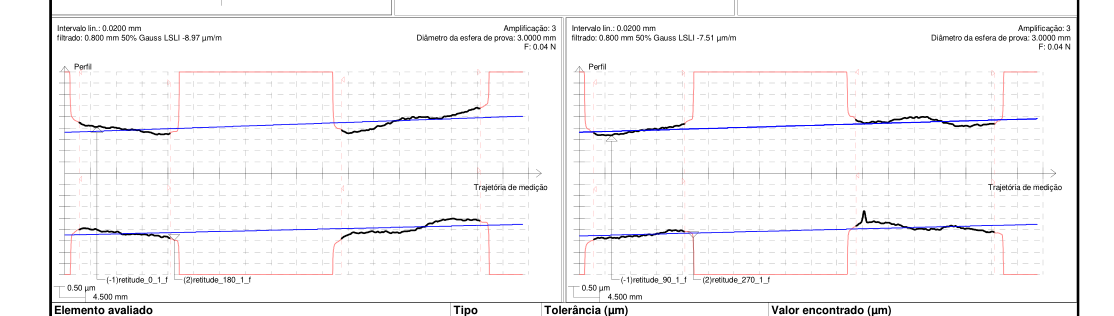 Intervalo lin.: 0.0200 mm
filtrado: 0.800 mm 50% Gauss LSLI -8.97 µm/m
Amplificação: 3
Diâmetro da esfera de prova: 3.0000 mm
F: 0.04 N
Perfil
Trajetória de medição
(-1)retitude_0_1_f
(2)retitude_180_1_f
0.50 µm
4.500 mm
Intervalo lin.: 0.0200 mm
filtrado: 0.800 mm 50% Gauss LSLI -7.51 µm/m
Amplificação: 3
Diâmetro da esfera de prova: 3.0000 mm
F: 0.04 N
Perfil
Trajetória de medição
(-1)retitude_90_1_f
(2)retitude_270_1_f
0.50 µm
4.500 mm
Elemento avaliado Tipo Tolerância (µm) Valor encontrado (µm)